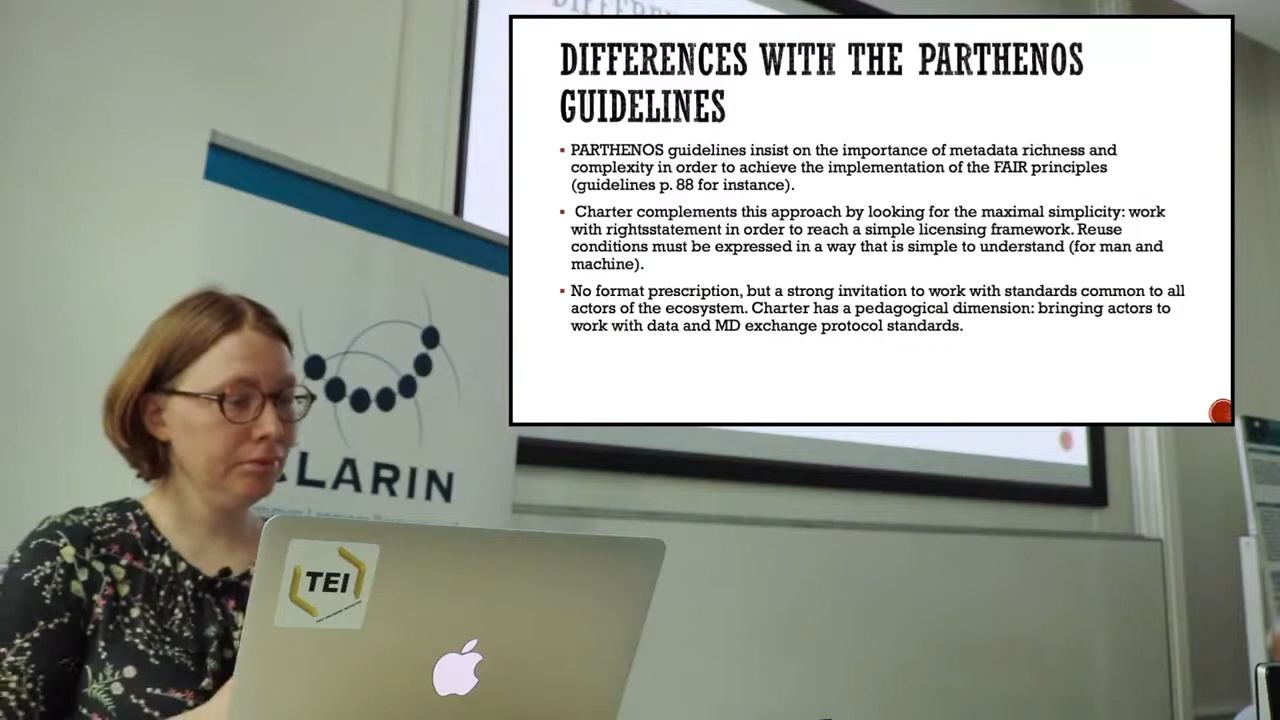 DIFFERENCES WITH THE PARTHENOS
GUIDELINES
▪ PARTHENOS guidelines insist on the importance of metadata richness and
complexity in order to achieve the implementation of the FAIR principles
(guidelines p. 88 for instance).
▪ Charter complements this approach by looking for the maximal simplicity: work
with rightsstatement in order to reach a simple licensing framework. Reuse
conditions must be expressed in a way that is simple to understand (for man and
machine).
▪ No format prescription, but a strong invitation to work with standards common to all
actors of the ecosystem. Charter has a pedagogical dimension: bringing actors to
work with data and MD exchange protocol standards.
CLARIN
TEI